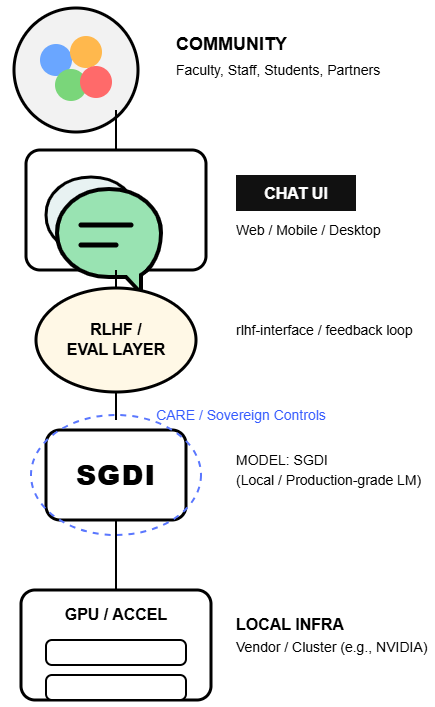 COMMUNITY
Faculty, Staff, Students, Partners
CHAT UI
Web / Mobile / Desktop
RLHF /
EVAL LAYER
rlhf-interface / feedback loop
CARE / Sovereign Controls
SGDI
MODEL: SGDI
(Local / Production-grade LM)
GPU / ACCEL
LOCAL INFRA
Vendor / Cluster (e.g., NVIDIA)